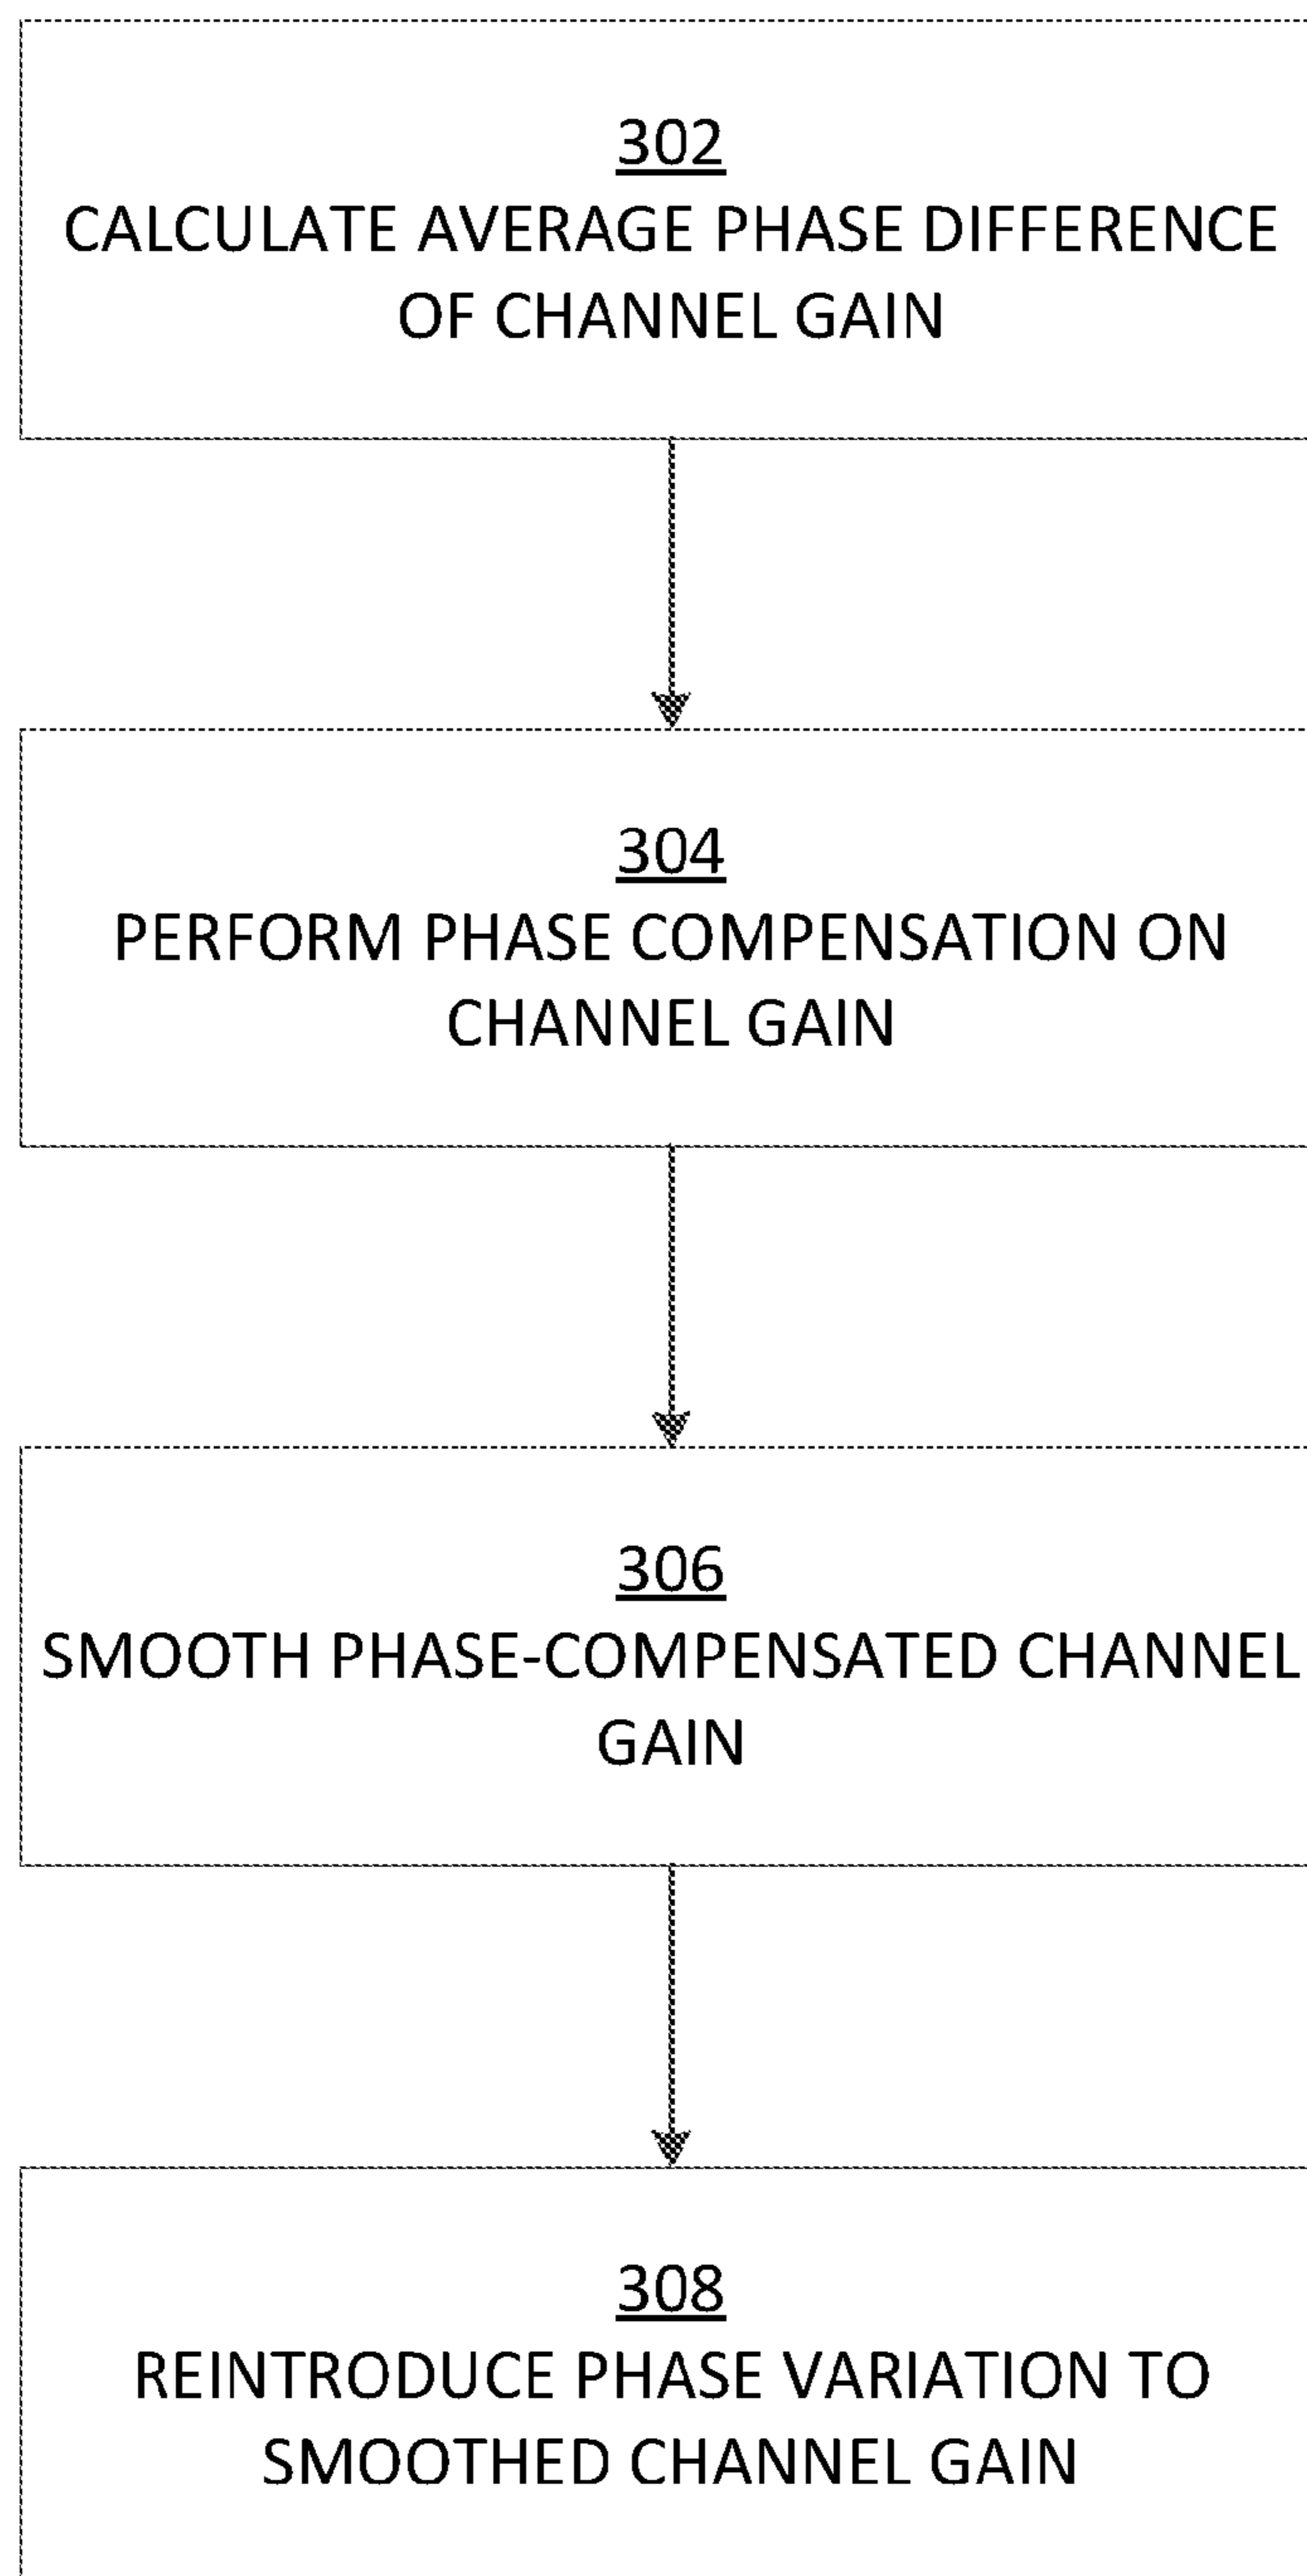 302
CALCULATE AVERAGE PHASE DIFFERENCE
OF CHANNEL GAIN
304
PERFORM PHASE COMPENSATION ON
CHANNEL GAIN
306
SMOOTH PHASE-COMPENSATED CHANNEL
GAIN
308
REINTRODUCE PHASE VARIATION TO
SMOOTHED CHANNEL GAIN